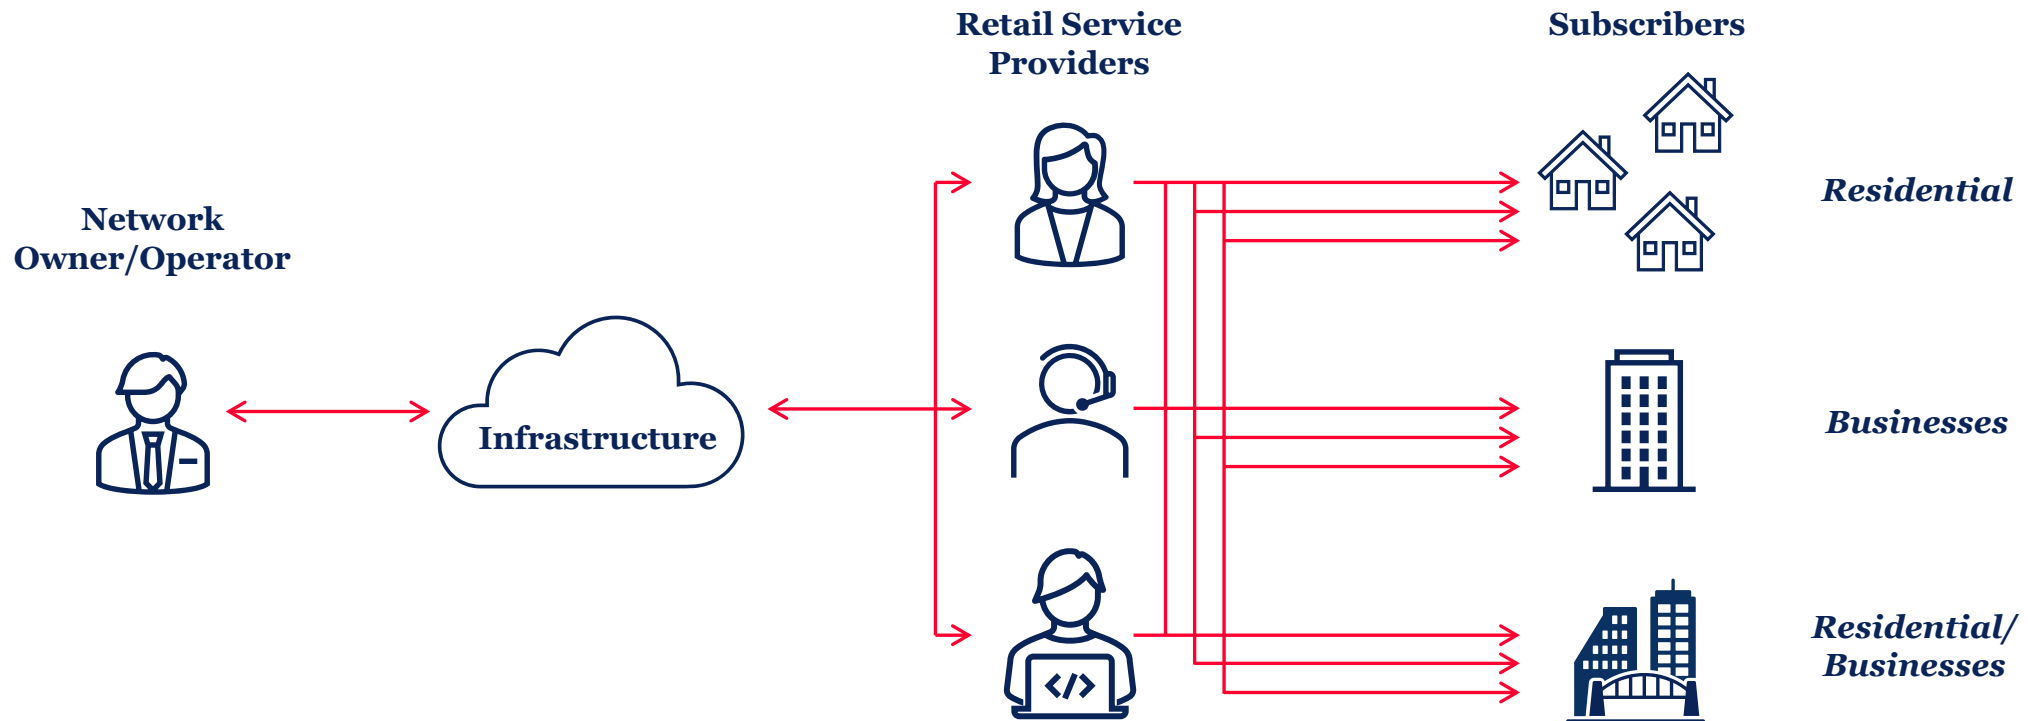 Retail Service
Providers
Subscribers
Network
Owner/Operator
Infrastructure
Residential
Businesses
Residential/
Businesses
</>